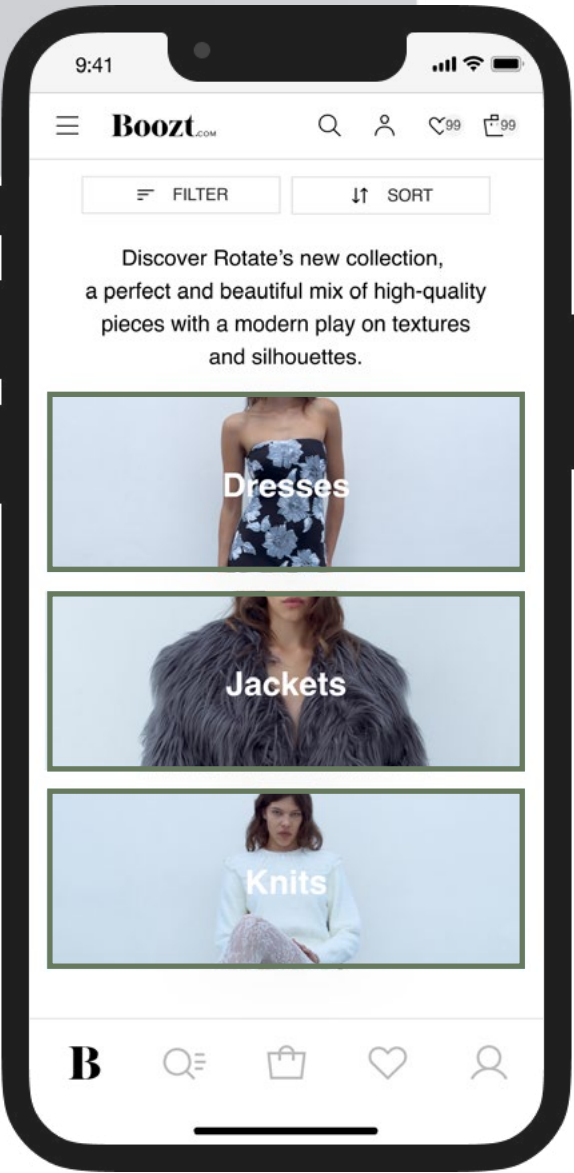 9:41
Boozt.COM
99
99
FILTER
SORT
Discover Rotate’s new collection,
a perfect and beautiful mix of high-quality
pieces with a modern play on textures
and silhouettes.
Dresses
Jackets
Knits
B